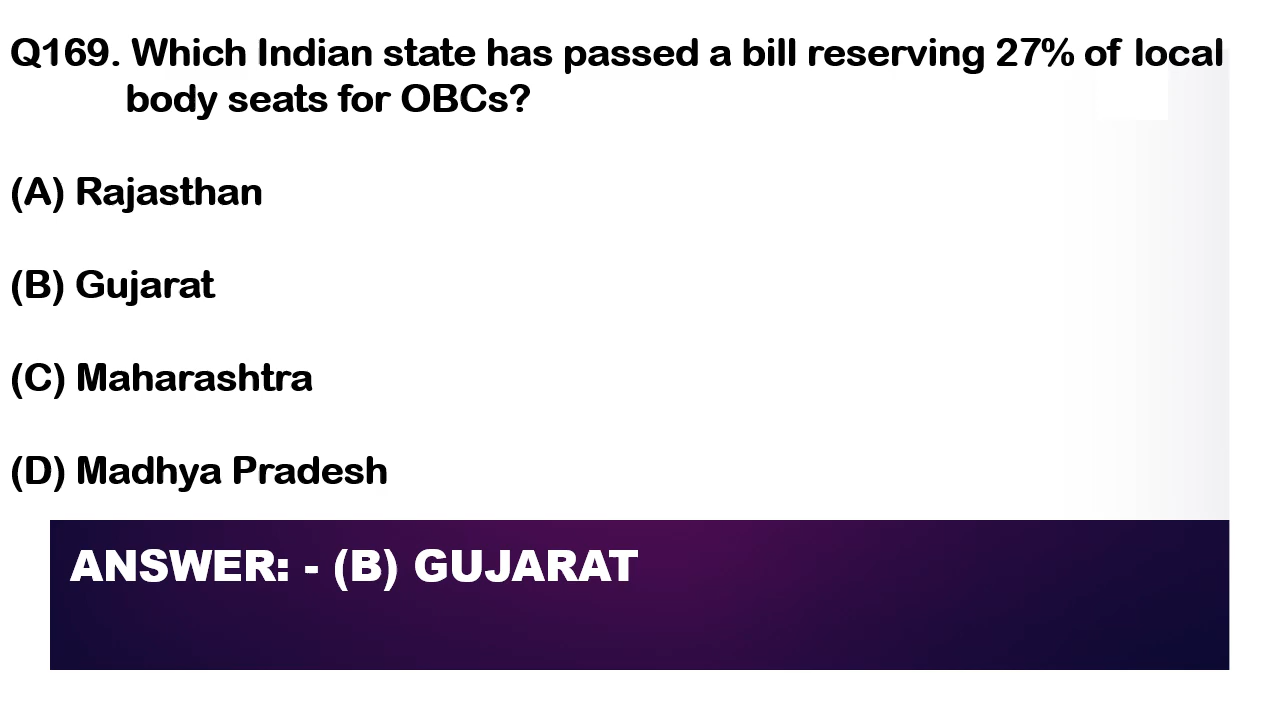 Q169. Which Indian state has passed a bill reserving 27% of local
body seats for OBCs?
(A) Rajasthan
(B) Gujarat
(C) Maharashtra
(D) Madhya Pradesh
ANSWER: - (B) GUJARAT